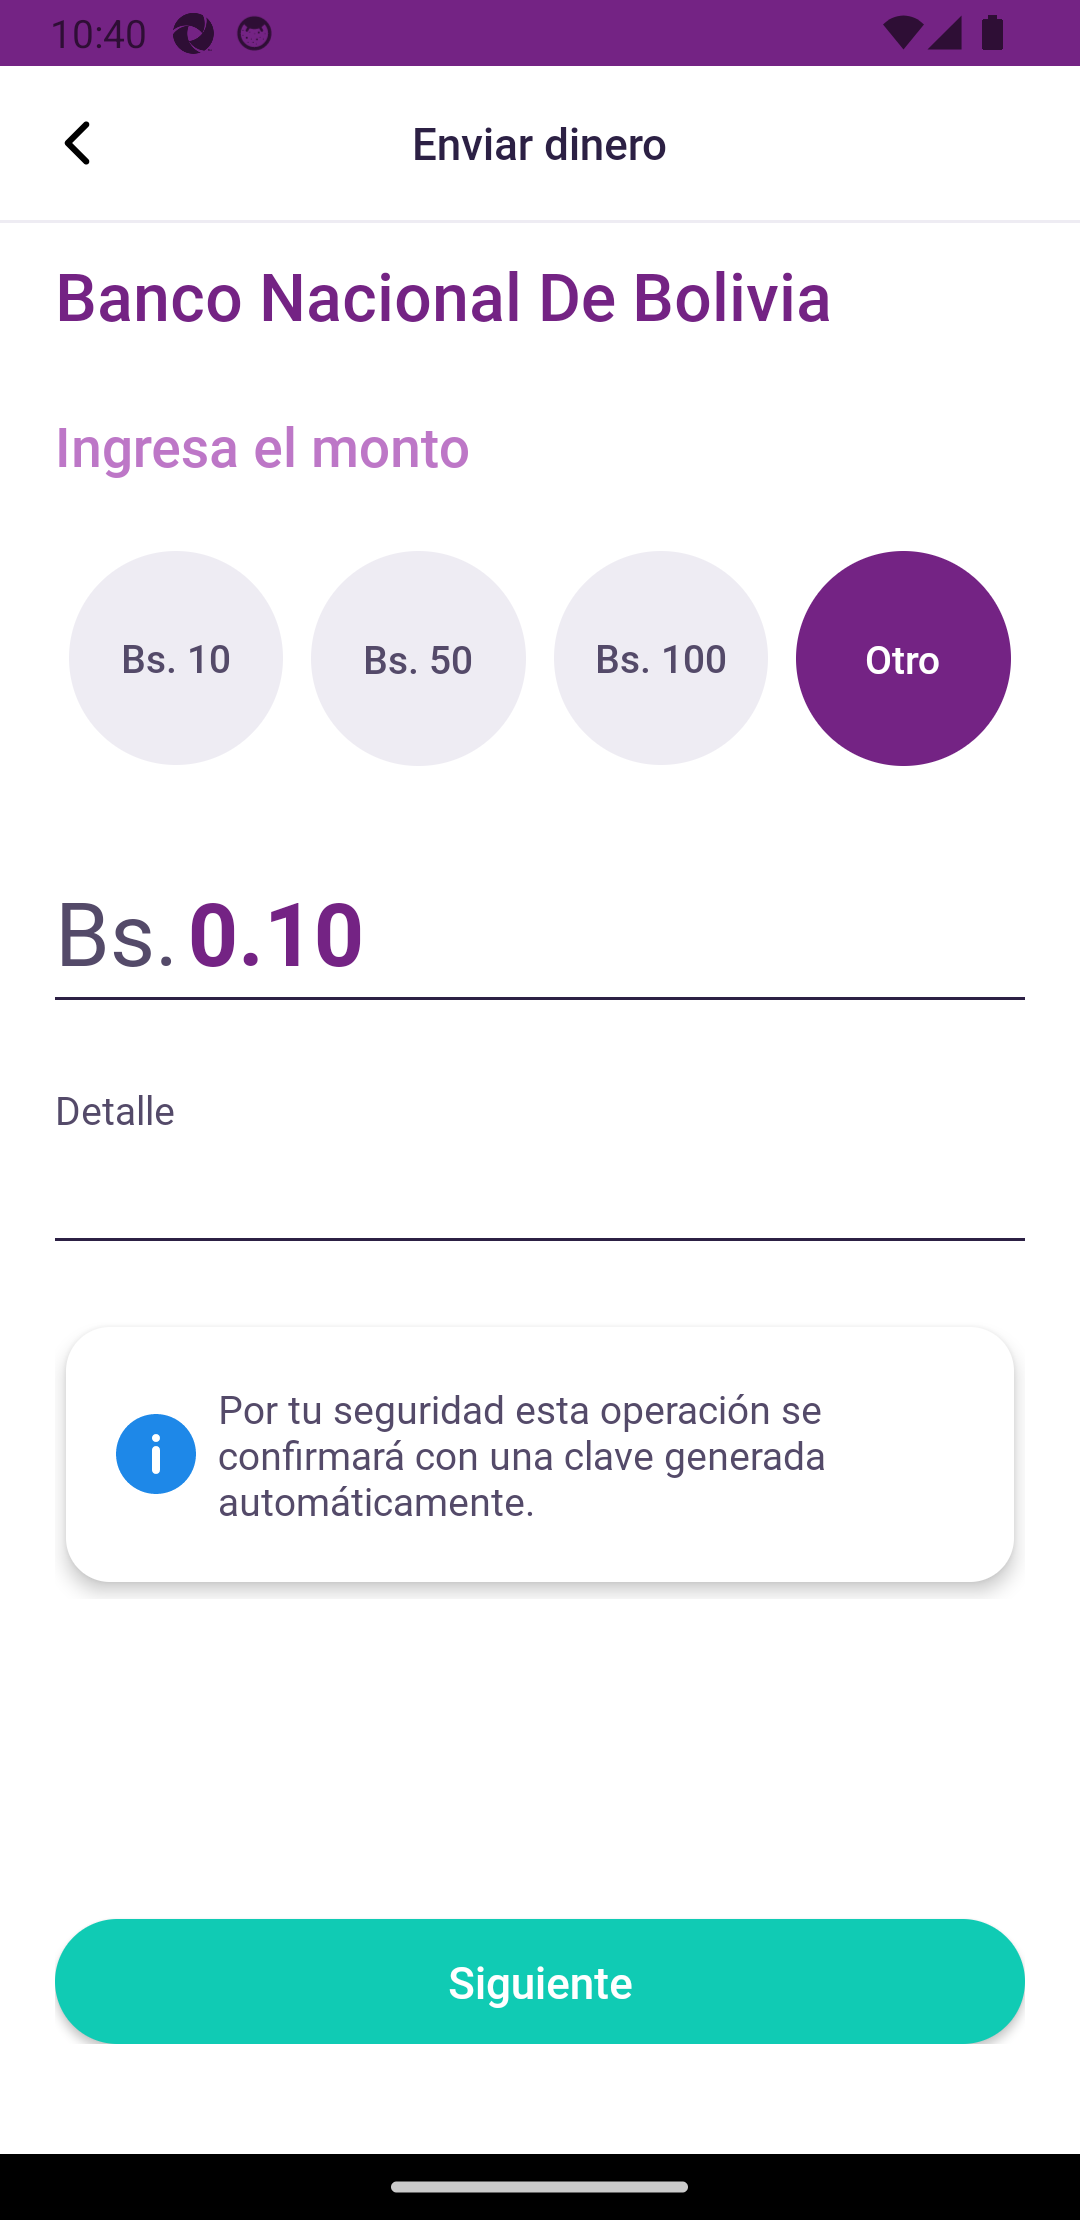 10:40
Enviar dinero
Banco Nacional De Bolivia
Ingresa el monto
Bs. 10
Bs. 50
Bs. 100
Otro
Bs. 0.10
Detalle
Por tu seguridad esta operación se
confirmará con una clave generada
automáticamente.
Siguiente